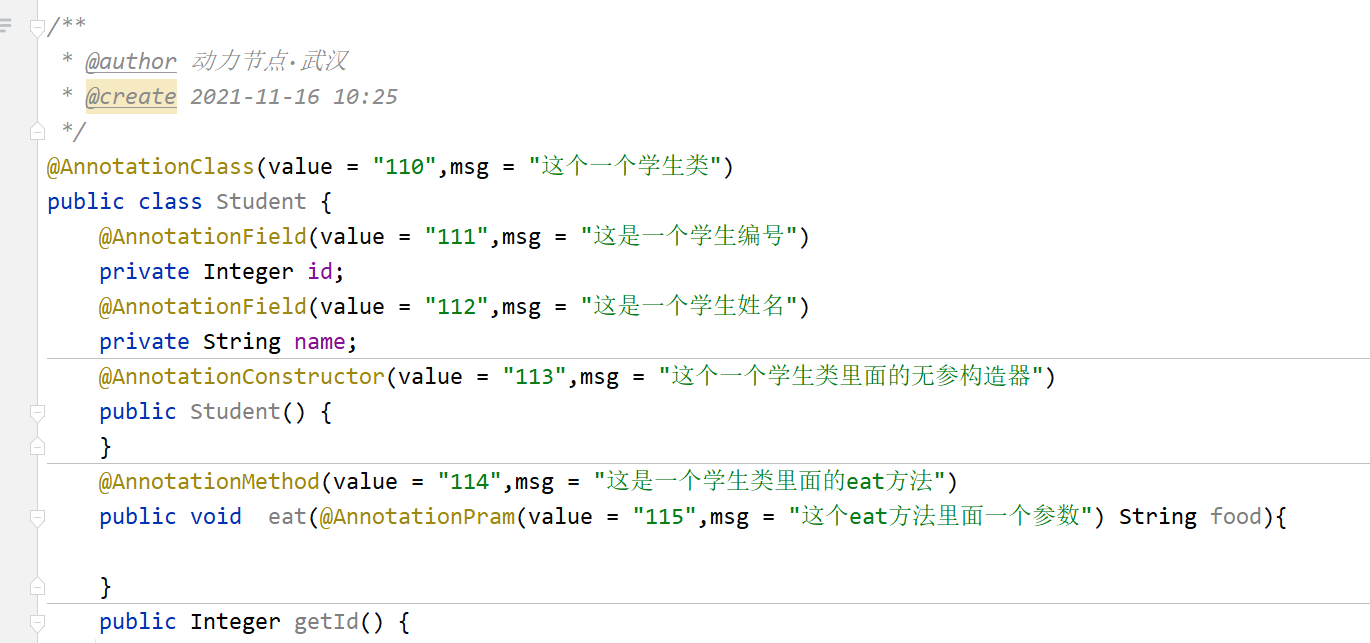 /**
 * @author 动力节点·武汉
 * @create 2021-11-16 10:25
 */
@AnnotationClass(value = "110",msg = "这个一个学生类")
public class Student {
    @AnnotationField(value = "111",msg = "这是一个学生编号")
    private Integer id;
    @AnnotationField(value = "112",msg = "这是一个学生姓名")
    private String name;
    @AnnotationConstructor(value = "113",msg = "这个一个学生类里面的无参构造器")
    public Student() {
    }
    @AnnotationMethod(value = "114",msg = "这是一个学生类里面的eat方法")
    public void  eat(@AnnotationPram(value = "115",msg = "这个eat方法里面一个参数") String food){
    }
    public Integer getId() {